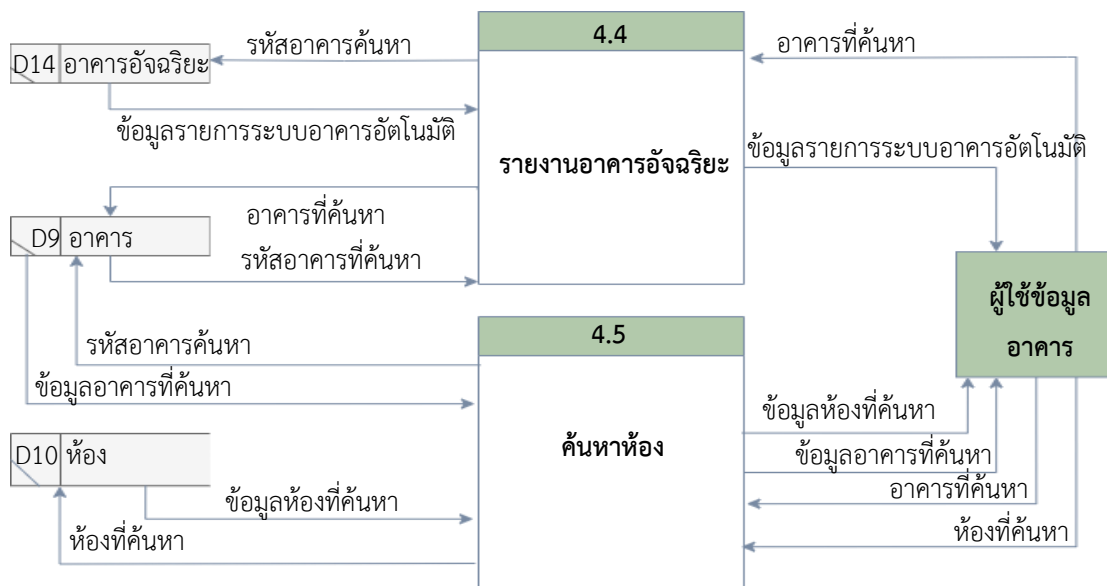 4.4
รหัสอาคารค้นหา
อาคารที่ค้นหา
D14 อาคารอัจฉริยะ
ข้อมูลรายการระบบอาคารอัตโนมัติ
ข้อมูลรายการระบบอาคารอัตโนมัติ
รายงานอาคารอัจฉริยะ
อาคารที่ค้นหา
D9 อาคาร
รหัสอาคารที่ค้นหา
ผู้ใช้ข้อมูล
อาคาร
4.5
รหัสอาคารค้นหา
ข้อมูลอาคารที่ค้นหา
ข้อมูลห้องที่ค้นหา
D10 ห้อง
ค้นหาห้อง
ข้อมูลอาคารที่ค้นหา
อาคารที่ค้นหา
ข้อมูลห้องที่ค้นหา
ห้องที่ค้นหา
ห้องที่ค้นหา